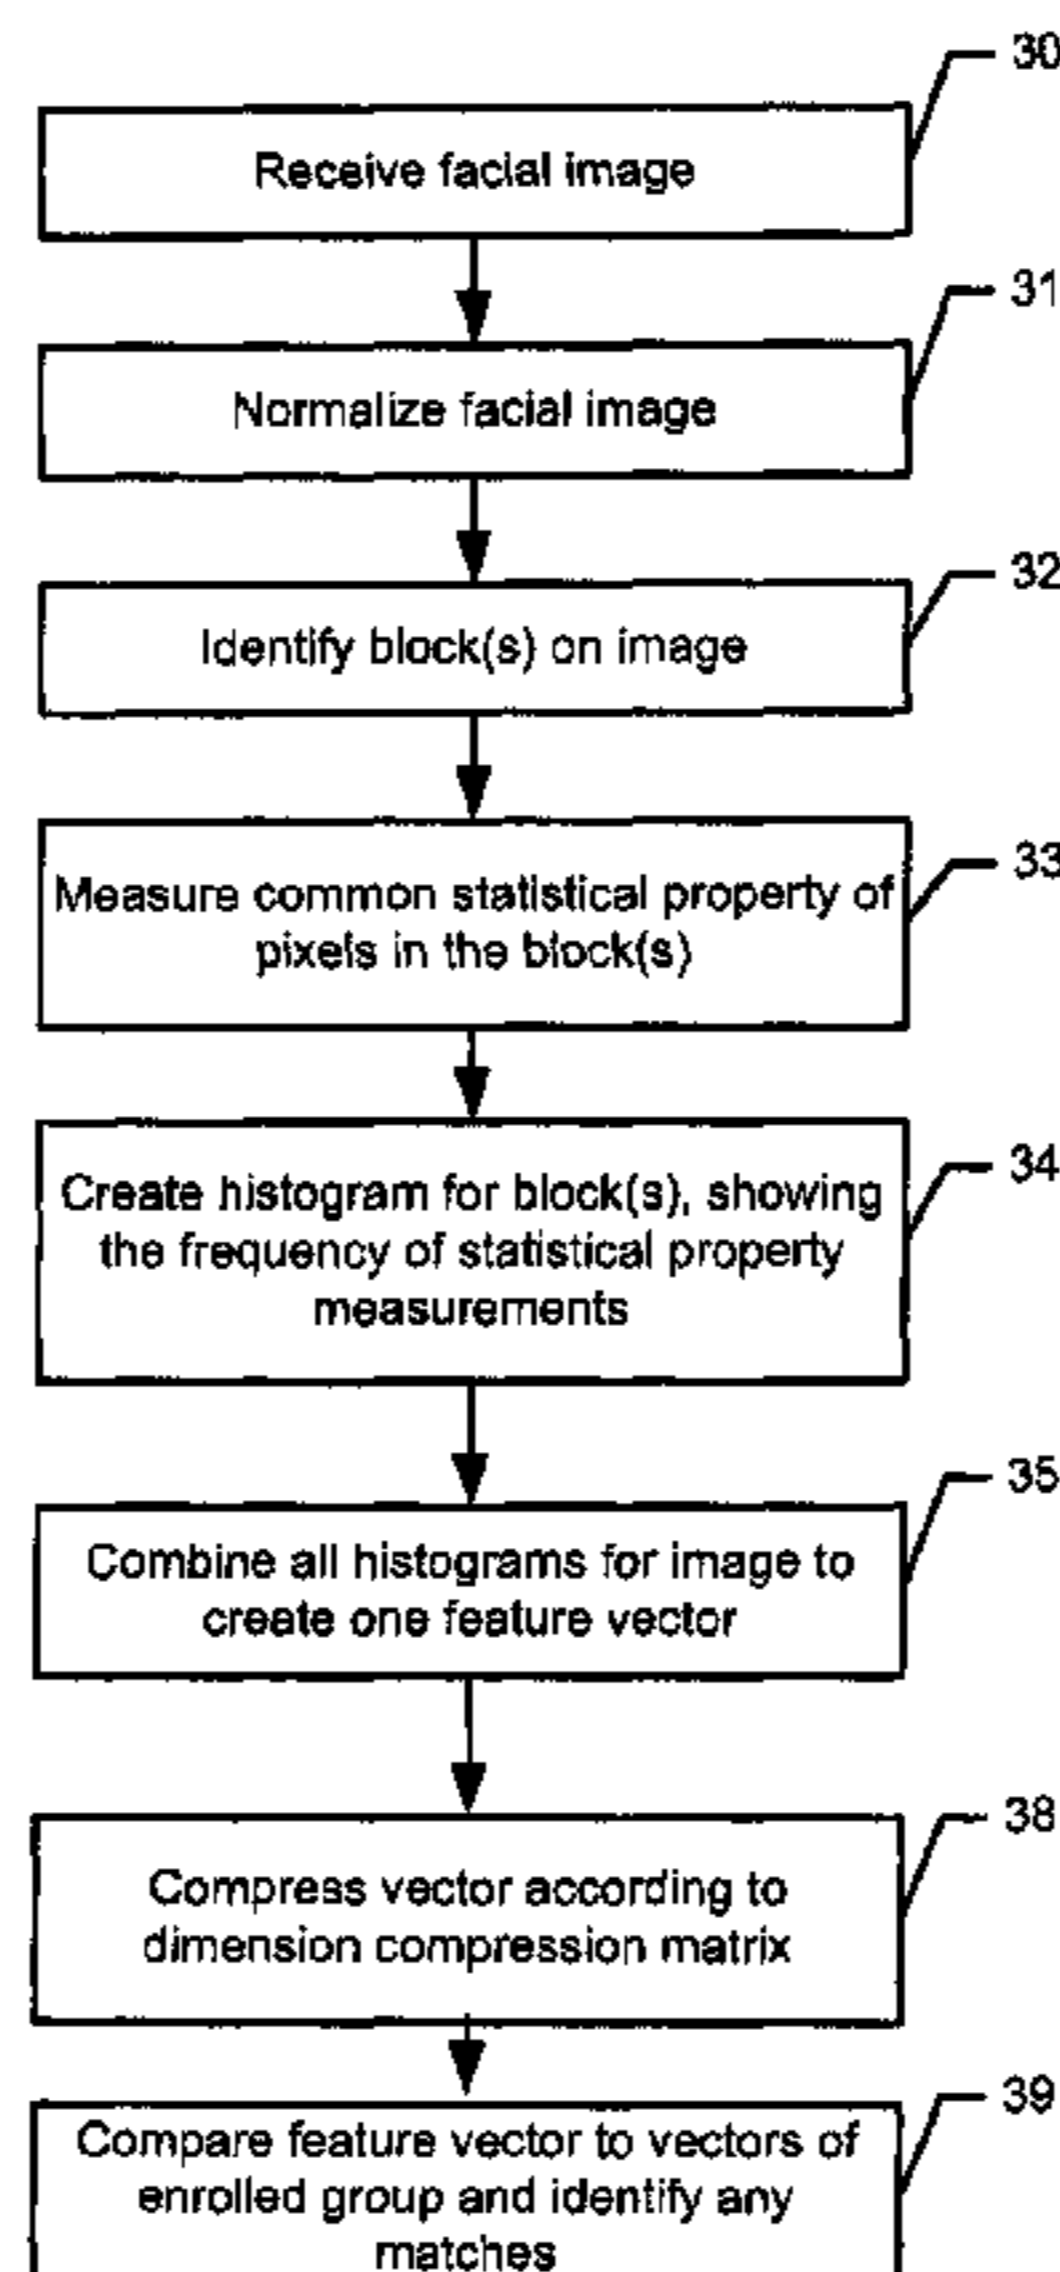 30
Receive facial image
31
Normalize facial image
32
Identify block(s) on image
33
Measure common statistical property of
pixels in the block(s)
34
Create histogram for block(s), showing
the frequency of statistical property
measurements
35
Combine all histograms for image to
create one feature vector
38
Compress vector according to
dimension compression matrix
39
Compare feature vector to vectors of
enrolled group and identify any
matches